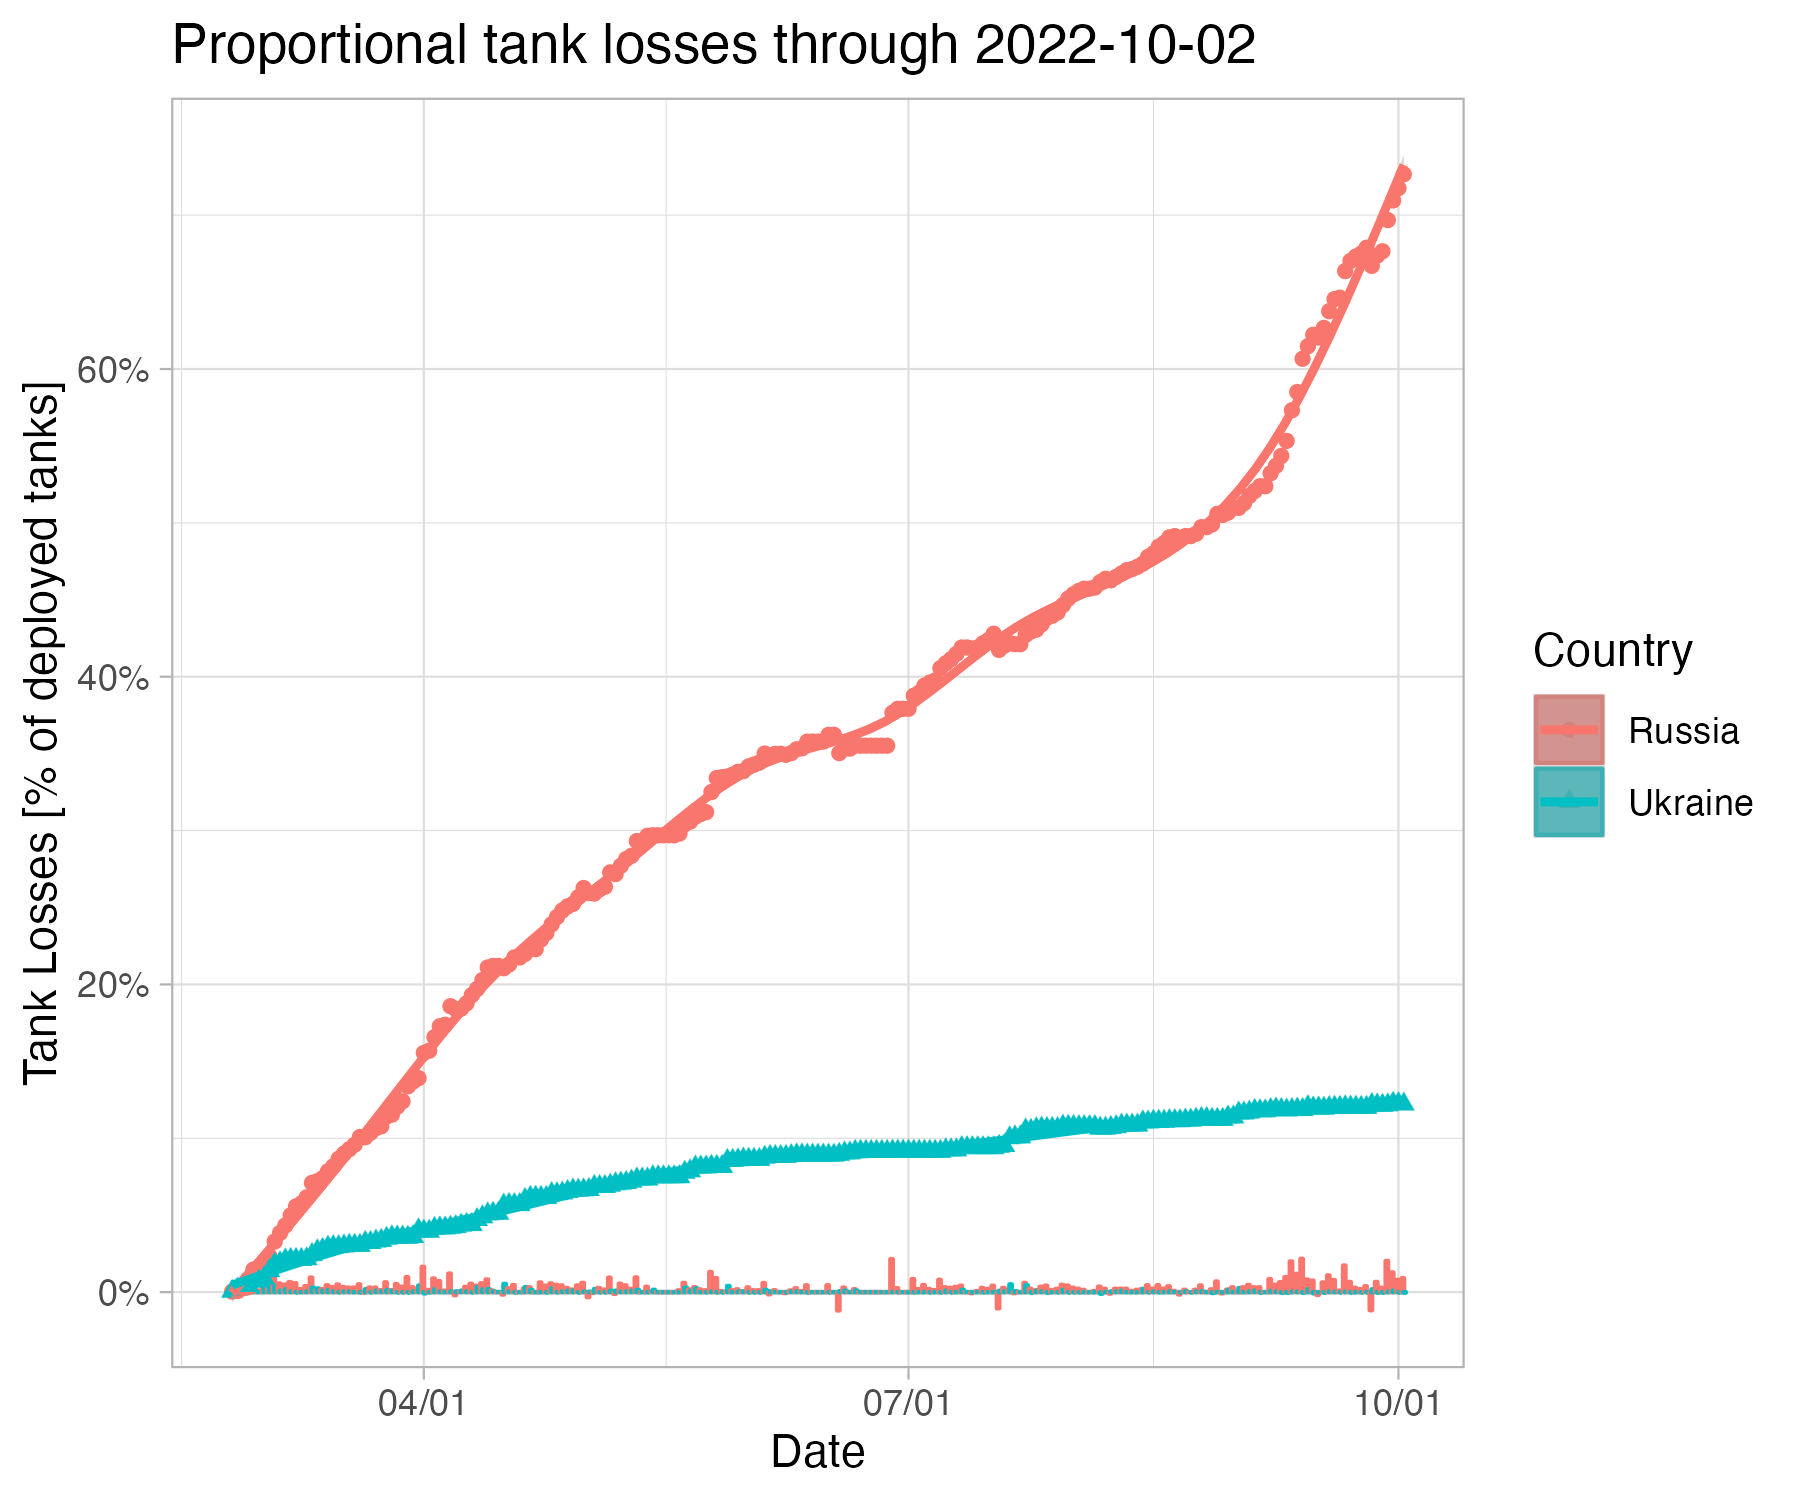 Proportional tank losses through 2022-10-02
Tank Losses [% of deployed tanks]
60%
40%
20%
0%
04/01
07/01
10/01
Date
Country
Russia
Ukraine